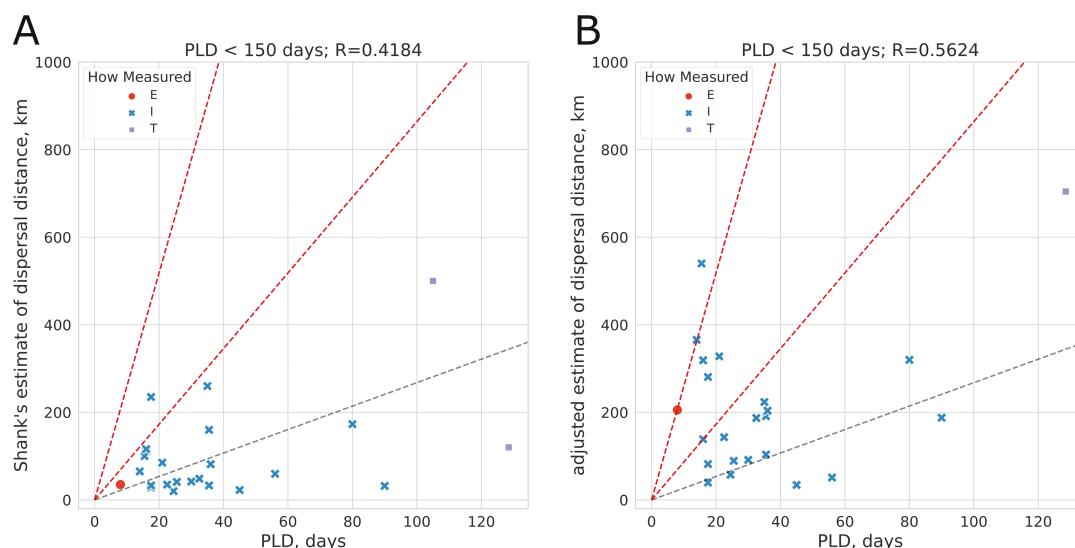 A
PLD < 150 days; R=0.4184
How Measured
E
I
T
1000
800
600
400
200
0
0 20 40 60 80 100 120
Shank's estimate of dispersal distance, km
PLD, days
B
PLD < 150 days; R=0.5624
How Measured
E
I
T
1000
800
600
400
200
0
0 20 40 60 80 100 120
adjusted estimate of dispersal distance, km
PLD, days